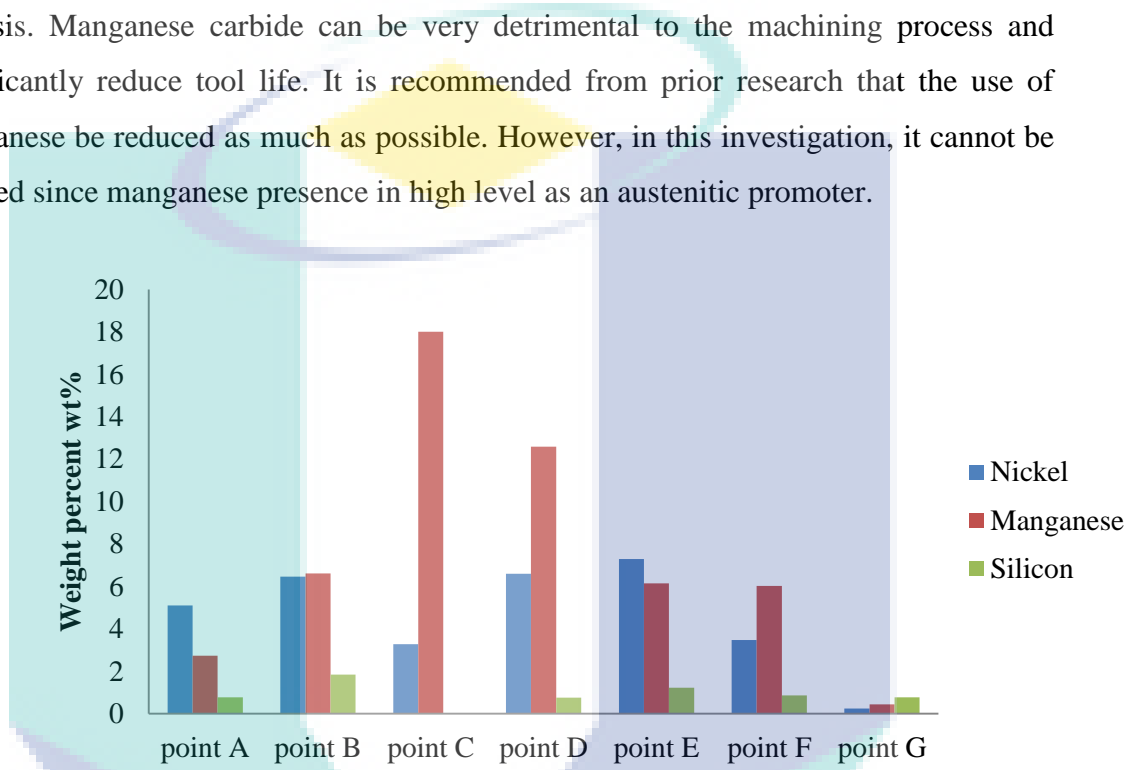 sis. Manganese carbide can be very detrimental to the machining process and
icantly reduce tool life. It is recommended from prior research that the use of
anese be reduced as much as possible. However, in this investigation, it cannot be
ed since manganese presence in high level as an austenitic promoter.
20
18
16
14
12
10
8
6
4
2
0
Weight percent wt%
point A point B point C point D point E point F point G
Nickel
Manganese
Silicon